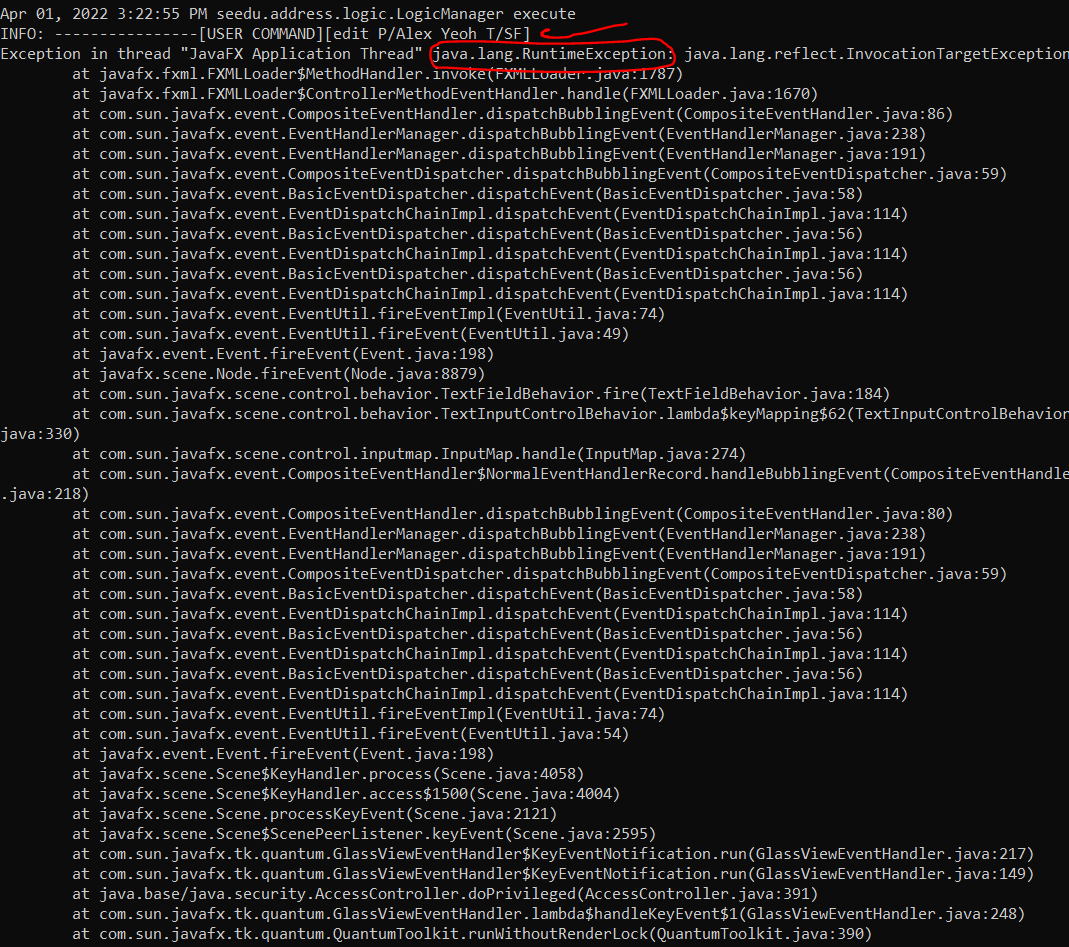 Apr 01, 2022 3:22:55 PM seedu.address.logic.LogicManager execute
INFO: ----------------[USER COMMAND][edit P/Alex Yeoh T/SF]
Exception in thread "JavaFX Application Thread" java.lang.RuntimeException: java.lang.reflect.InvocationTargetException
at javafx.fxml.FXMLLoader$MethodHandler.invoke(FXMLLoader.java:1787)
at javafx.fxml.FXMLLoader$ControllerMethodEventHandler.handle(FXMLLoader.java:1670)
at com.sun.javafx.event.CompositeEventHandler.dispatchBubblingEvent(CompositeEventHandler.java:86)
at com.sun.javafx.event.EventHandlerManager.dispatchBubblingEvent(EventHandlerManager.java:238)
at com.sun.javafx.event.EventHandlerManager.dispatchBubblingEvent(EventHandlerManager.java:191)
at com.sun.javafx.event.CompositeEventDispatcher.dispatchBubblingEvent(CompositeEventDispatcher.java:59)
at com.sun.javafx.event.BasicEventDispatcher.dispatchEvent(BasicEventDispatcher.java:58)
at com.sun.javafx.event.EventDispatchChainImpl.dispatchEvent(EventDispatchChainImpl.java:114)
at com.sun.javafx.event.BasicEventDispatcher.dispatchEvent(BasicEventDispatcher.java:56)
at com.sun.javafx.event.EventDispatchChainImpl.dispatchEvent(EventDispatchChainImpl.java:114)
at com.sun.javafx.event.BasicEventDispatcher.dispatchEvent(BasicEventDispatcher.java:56)
at com.sun.javafx.event.EventDispatchChainImpl.dispatchEvent(EventDispatchChainImpl.java:114)
at com.sun.javafx.event.EventUtil.fireEventImpl(EventUtil.java:74)
at com.sun.javafx.event.EventUtil.fireEvent(EventUtil.java:49)
at javafx.event.Event.fireEvent(Event.java:198)
at javafx.scene.Node.fireEvent(Node.java:8879)
at com.sun.javafx.scene.control.behavior.TextFieldBehavior.fire(TextFieldBehavior.java:184)
at com.sun.javafx.scene.control.behavior.TextInputControlBehavior.lambda$keyMapping$62(TextInputControlBehavior
java:330)
at com.sun.javafx.scene.control.inputmap.InputMap.handle(InputMap.java:274)
at com.sun.javafx.event.CompositeEventHandler$NormalEventHandlerRecord.handleBubblingEvent(CompositeEventHandle
.java:218)
at com.sun.javafx.event.CompositeEventHandler.dispatchBubblingEvent(CompositeEventHandler.java:80)
at com.sun.javafx.event.EventHandlerManager.dispatchBubblingEvent(EventHandlerManager.java:238)
at com.sun.javafx.event.EventHandlerManager.dispatchBubblingEvent(EventHandlerManager.java:191)
at com.sun.javafx.event.CompositeEventDispatcher.dispatchBubblingEvent(CompositeEventDispatcher.java:59)
at com.sun.javafx.event.BasicEventDispatcher.dispatchEvent(BasicEventDispatcher.java:58)
at com.sun.javafx.event.EventDispatchChainImpl.dispatchEvent(EventDispatchChainImpl.java:114)
at com.sun.javafx.event.BasicEventDispatcher.dispatchEvent(BasicEventDispatcher.java:56)
at com.sun.javafx.event.EventDispatchChainImpl.dispatchEvent(EventDispatchChainImpl.java:114)
at com.sun.javafx.event.BasicEventDispatcher.dispatchEvent(BasicEventDispatcher.java:56)
at com.sun.javafx.event.EventDispatchChainImpl.dispatchEvent(EventDispatchChainImpl.java:114)
at com.sun.javafx.event.EventUtil.fireEventImpl(EventUtil.java:74)
at com.sun.javafx.event.EventUtil.fireEvent(EventUtil.java:54)
at javafx.event.Event.fireEvent(Event.java:198)
at javafx.scene.Scene$KeyHandler.process(Scene.java:4058)
at javafx.scene.Scene$KeyHandler.access$1500(Scene.java:4004)
at javafx.scene.Scene.processKeyEvent(Scene.java:2121)
at javafx.scene.Scene$ScenePeerListener.keyEvent(Scene.java:2595)
at com.sun.javafx.tk.quantum.GlassViewEventHandler$KeyEventNotification.run(GlassViewEventHandler.java:217)
at com.sun.javafx.tk.quantum.GlassViewEventHandler$KeyEventNotification.run(GlassViewEventHandler.java:149)
at java.base/java.security.AccessController.doPrivileged(AccessController.java:391)
at com.sun.javafx.tk.quantum.GlassViewEventHandler.lambda$handleKeyEvent$1(GlassViewEventHandler.java:248)
at com.sun.javafx.tk.quantum.QuantumToolkit.runWithoutRenderLock(QuantumToolkit.java:390)